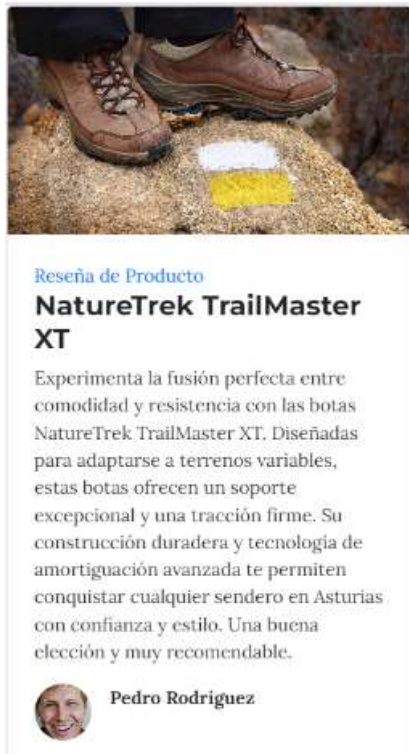 Reseña de Producto
NatureTrek TrailMaster
XT
Experimenta la fusión perfecta entre
comodidad y resistencia con las botas
NatureTrek TrailMaster XT. Diseñadas
para adaptarse a terrenos variables,
estas botas ofrecen un soporte
excepcional y una tracción firme. Su
construcción duradera y tecnología de
amortiguación avanzada te permiten
conquistar cualquier sendero en Asturias
con confianza y estilo. Una buena
elección y muy recomendable.
Pedro Rodriguez